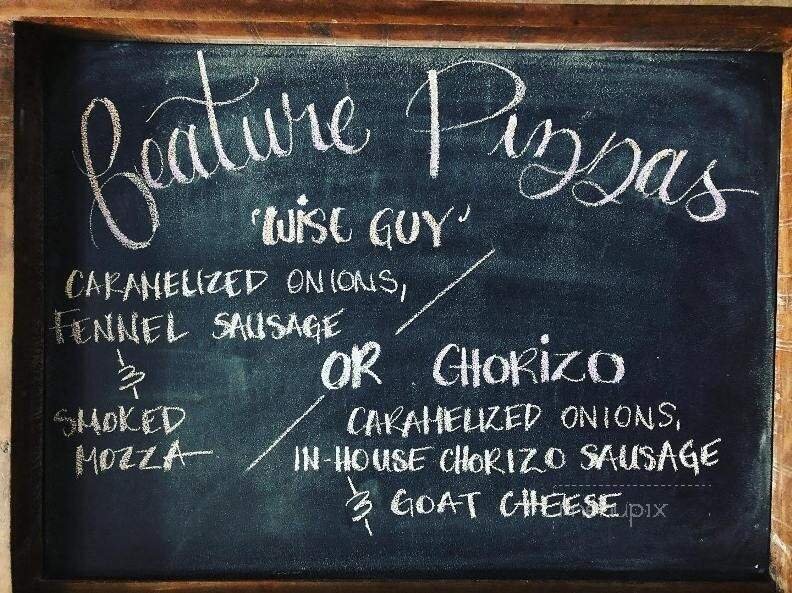 Feature Pizzas
'WISE GUY'
CARAMELIZED ONIONS,
FENNEL SAUSAGE
&
SMOKED
MOZZA
OR CHORIZO
CARAMELIZED ONIONS,
IN-HOUSE CHORIZO SAUSAGE
& GOAT CHEESE